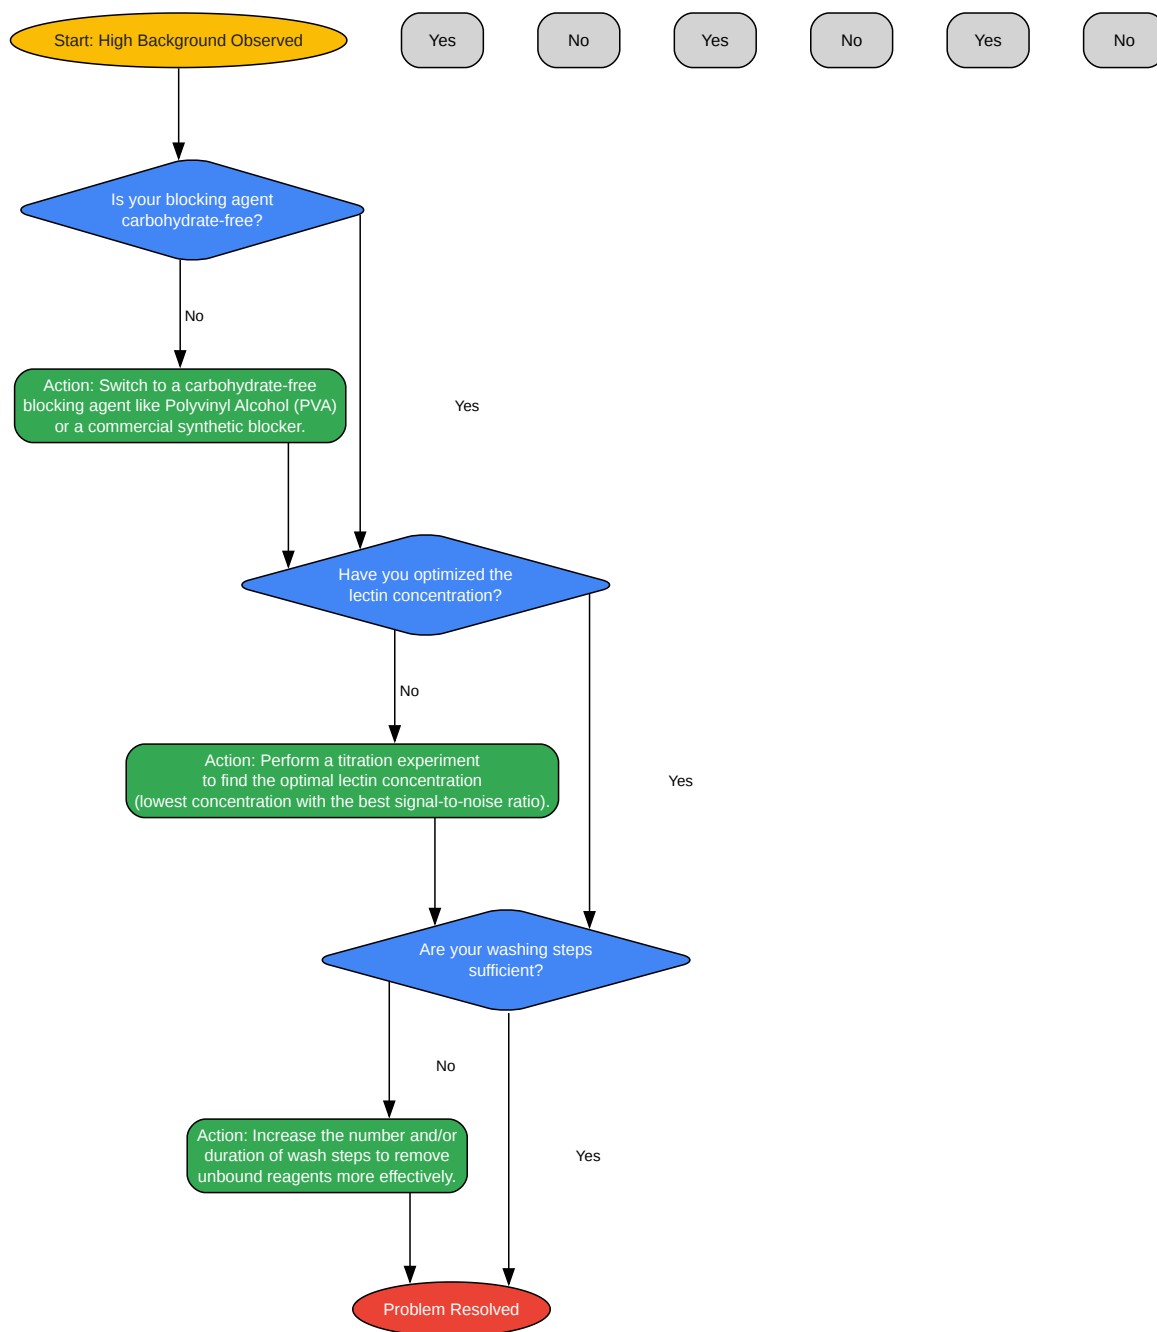 Start: High Background Observed
Yes
No
Yes
No
Yes
No
Is your blocking agent
carbohydrate-free?
No
Action: Switch to a carbohydrate-free
blocking agent like Polyvinyl Alcohol (PVA)
or a commercial synthetic blocker.
Yes
Have you optimized the
lectin concentration?
No
Action: Perform a titration experiment
to find the optimal lectin concentration
(lowest concentration with the best signal-to-noise ratio).
Yes
Are your washing steps
sufficient?
No
Action: Increase the number and/or
duration of wash steps to remove
unbound reagents more effectively.
Yes
Problem Resolved